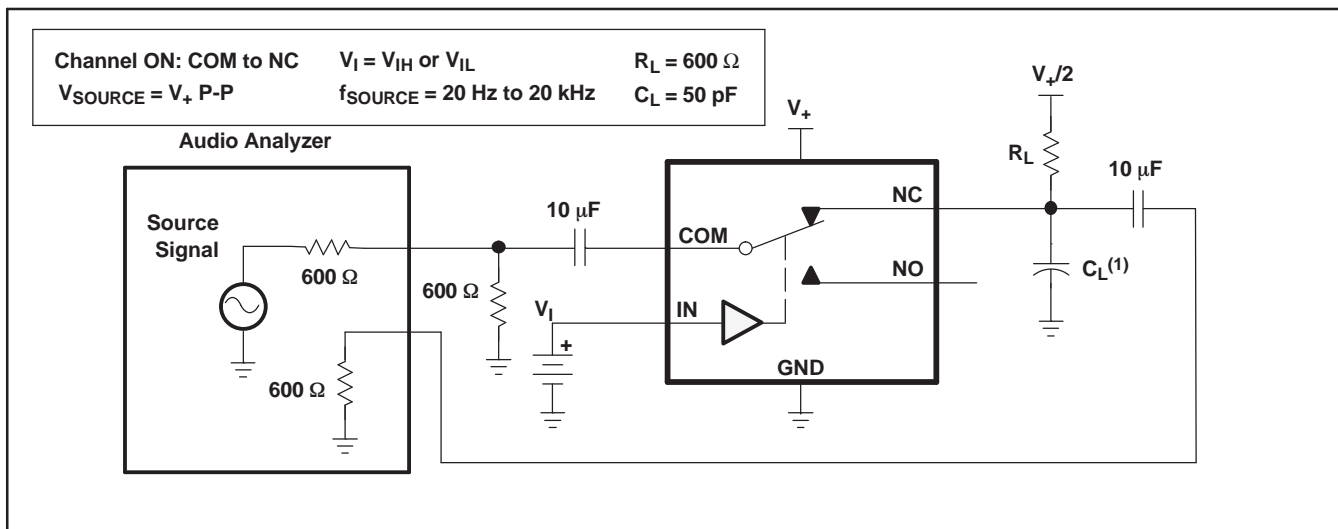 Channel ON: COM to NC V_I = V_IH or V_IL R_L = 600 Ω
V_SOURCE = V_+ P-P f_SOURCE = 20 Hz to 20 kHz C_L = 50 pF
Audio Analyzer
Source
Signal
600 Ω
600 Ω
600 Ω
10 μF
V_I
+
V_+
COM
IN
NC
NO
GND
V_+/2
R_L
10 μF
C_L(1)